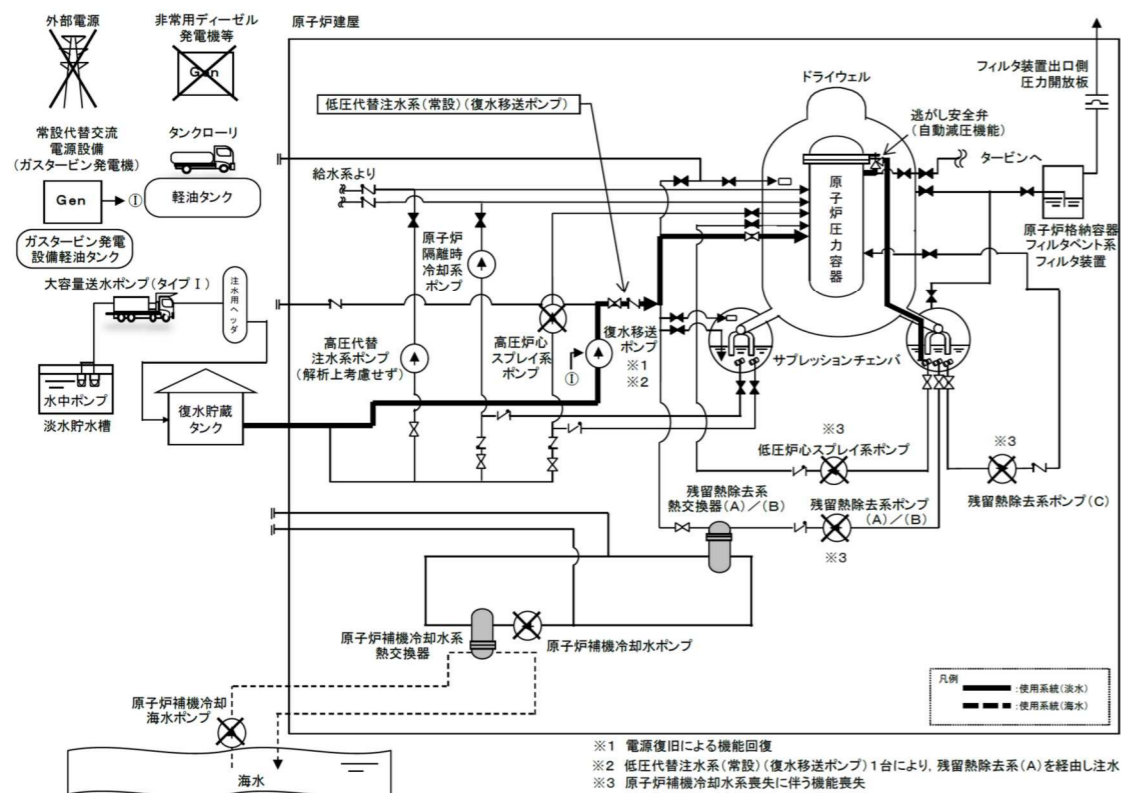 外部電源
非常用ディーゼル
発電機等
Gen
原子炉建屋
フィルタ装置出口側
圧力開放板
ドライウェル
低圧代替注水系(常設)(復水移送ポンプ)
逃がし安全弁
(自動減圧機能)
タービンへ
常設代替交流
電源設備
(ガスタービン発電機)
タンクローリ
Gen
①
軽油タンク
ガスタービン発電
設備軽油タンク
給水系より
原子炉圧力容器
原子炉格納容器
フィルタベント系
フィルタ装置
原子炉
隔離時
冷却系
ポンプ
大容量送水ポンプ(タイプⅠ)
注水用ヘッダ
高圧代替
注水系ポンプ
(解析上考慮せず)
高圧炉心
スプレイ系
ポンプ
①
復水移送
ポンプ
※1
※2
サプレッションチェンバ
水中ポンプ
淡水貯水槽
復水貯蔵
タンク
※3
低圧炉心スプレイ系ポンプ
※3
残留熱除去系ポンプ(C)
残留熱除去系
熱交換器(A)/(B)
残留熱除去系ポンプ
(A)/(B)
※3
原子炉補機冷却水系
熱交換器
原子炉補機冷却水ポンプ
原子炉補機冷却
海水ポンプ
海水
凡例
:使用系統(淡水)
:使用系統(海水)
※1 電源復旧による機能回復
※2 低圧代替注水系(常設)(復水移送ポンプ)1台により,残留熱除去系(A)を経由し注水
※3 原子炉補機冷却水系喪失に伴う機能喪失